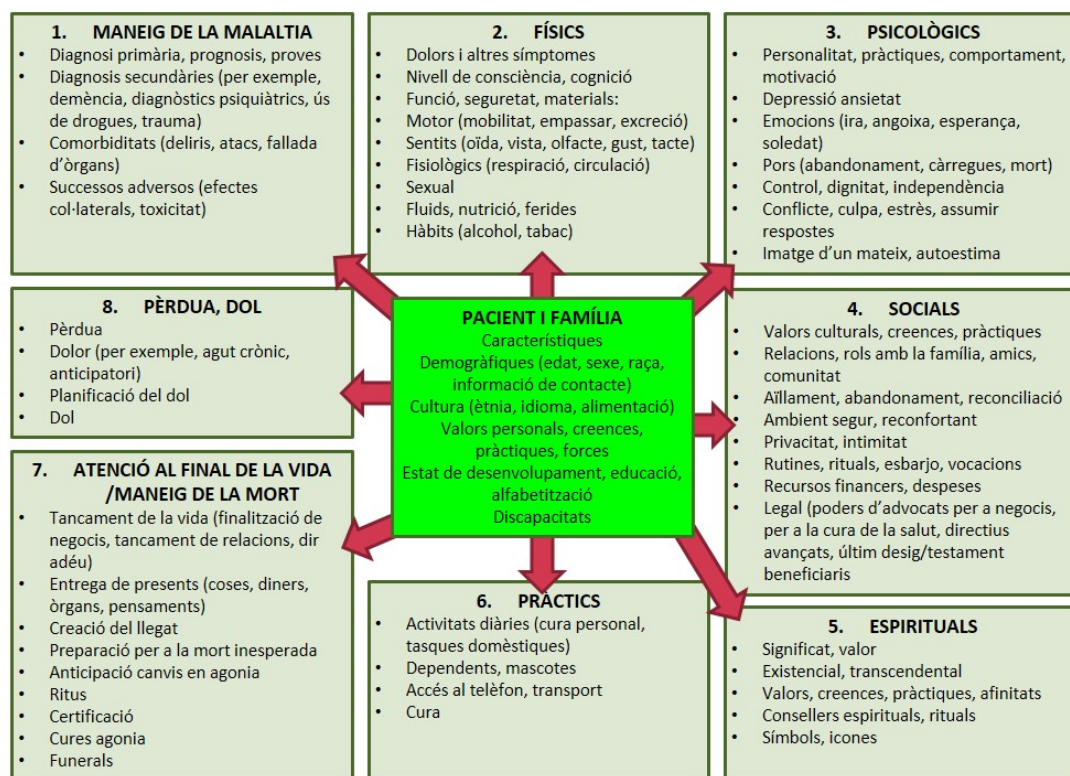 1. MANEIG DE LA MALALTIA
• Diagnosi primària, prognosis, proves
• Diagnosis secundàries (per exemple,
demència, diagnòstics psiquiàtrics, ús
de drogues, trauma)
• Comorbiditats (deliris, atacs, fallada
d'òrgans)
• Successos adversos (efectes
col·laterals, toxicitat)
2. FÍSICS
• Dolors i altres símptomes
• Nivell de consciència, cognició
• Funció, seguretat, materials:
• Motor (mobilitat, empassar, excreció)
• Sentits (oïda, vista, olfacte, gust, tacte)
• Fisiològics (respiració, circulació)
• Sexual
• Fluids, nutrició, ferides
• Hàbits (alcohol, tabac)
3. PSICOLÒGICS
• Personalitat, pràctiques, comportament,
motivació
• Depressió ansietat
• Emocions (ira, angoixa, esperança,
soledat)
• Pors (abandonament, càrregues, mort)
• Control, dignitat, independència
• Conflicte, culpa, estrès, assumir
respostes
• Imatge d'un mateix, autoestima
8. PÈRDUA, DOL
• Pèrdua
• Dolor (per exemple, agut crònic,
anticipatori)
• Planificació del dol
• Dol
PACIENT I FAMÍLIA
Característiques
Demogràfiques (edat, sexe, raça,
informació de contacte)
Cultura (ètnia, idioma, alimentació)
Valors personals, creences,
pràctiques, forces
Estat de desenvolupament, educació,
alfabetització
Discapacitats
4. SOCIALS
• Valors culturals, creences, pràctiques
• Relacions, rols amb la família, amics,
comunitat
• Aïllament, abandonament, reconciliació
• Ambient segur, reconfortant
• Privacitat, intimitat
• Rutines, rituals, esbarjo, vocacions
• Recursos financers, despeses
• Legal (poders d'advocats per a negocis,
per a la cura de la salut, directius
avançats, últim desig/testament
beneficiaris
7. ATENCIÓ AL FINAL DE LA VIDA
/MANEIG DE LA MORT
• Tancament de la vida (finalització de
negocis, tancament de relacions, dir
adéu)
• Entrega de presents (coses, diners,
òrgans, pensaments)
• Creació del llegat
• Preparació per a la mort inesperada
• Anticipació canvis en agonia
• Ritus
• Certificació
• Cures agonia
• Funerals
6. PRÀCTICS
• Activitats diàries (cura personal,
tasques domèstiques)
• Dependents, mascotes
• Accés al telèfon, transport
• Cura
5. ESPIRITUALS
• Significat, valor
• Existencial, transcendental
• Valors, creences, pràctiques, afinitats
• Consellers espirituals, rituals
• Símbols, icones